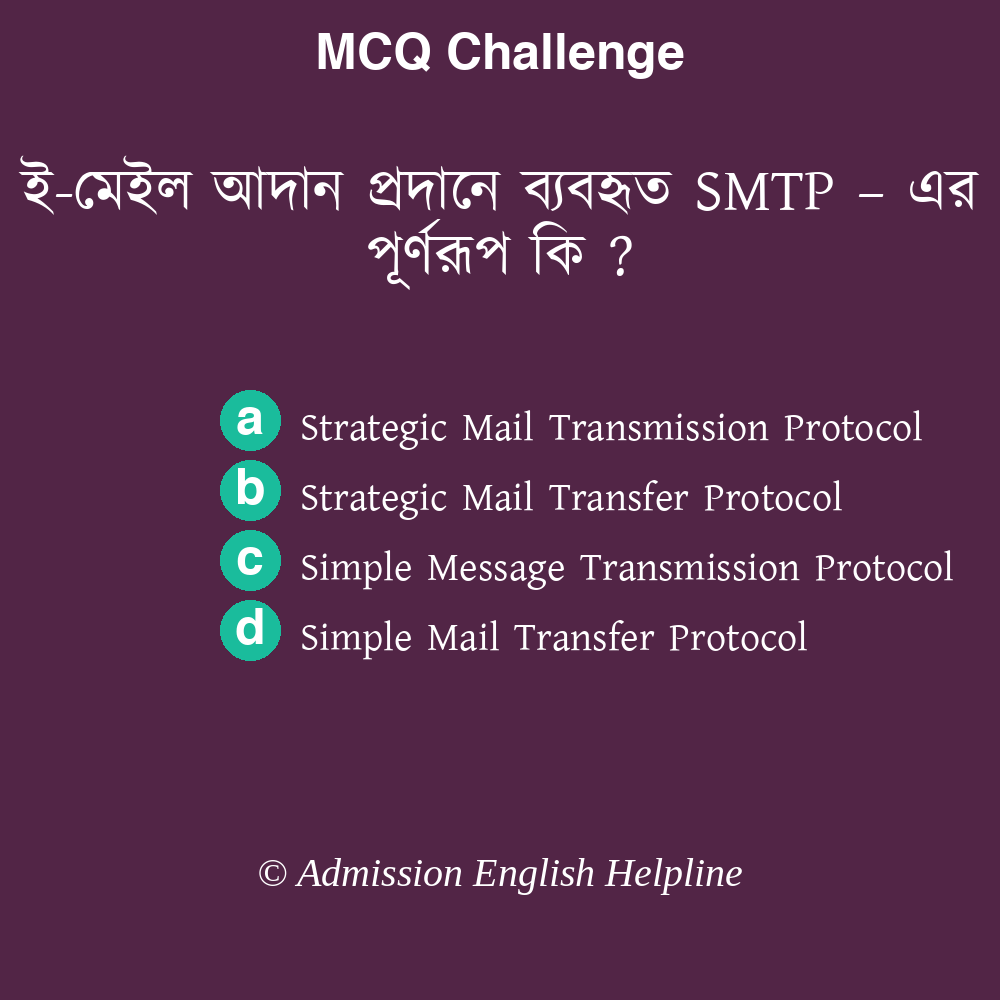 MCQ Challenge
ই-মেইল আদান প্রদানে ব্যবহৃত SMTP – এর
পূর্ণরূপ কি ?
a Strategic Mail Transmission Protocol
b Strategic Mail Transfer Protocol
c Simple Message Transmission Protocol
d Simple Mail Transfer Protocol
© Admission English Helpline